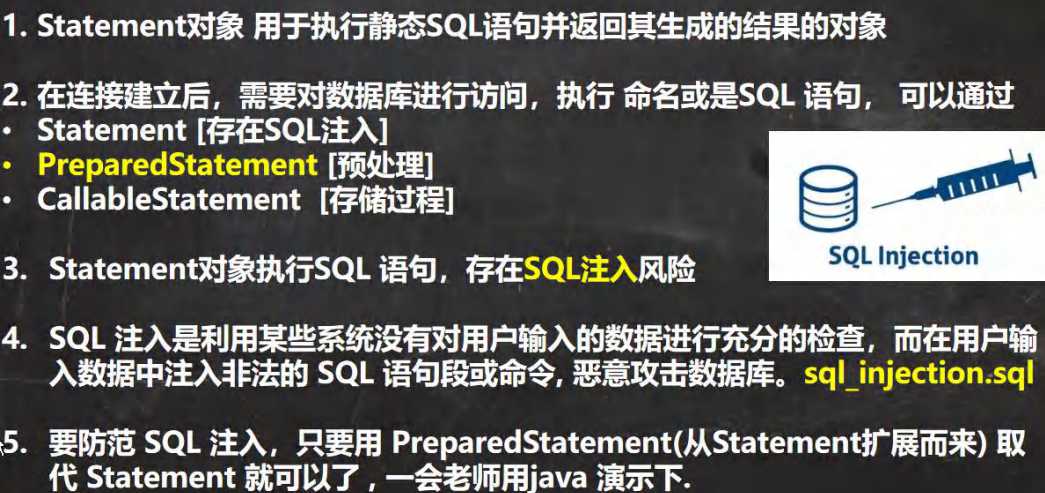 1. Statement对象 用于执行静态SQL语句并返回其生成的结果的对象
2. 在连接建立后，需要对数据库进行访问，执行 命名或是SQL 语句， 可以通过
• Statement [存在SQL注入]
• PreparedStatement [预处理]
• CallableStatement [存储过程]
SQL Injection
3. Statement对象执行SQL 语句，存在SQL注入风险
4. SQL 注入是利用某些系统没有对用户输入的数据进行充分的检查，而在用户输
入数据中注入非法的 SQL 语句段或命令, 恶意攻击数据库。sql_injection.sql
5. 要防范 SQL 注入，只要用 PreparedStatement(从Statement扩展而来) 取
代 Statement 就可以了 , 一会老师用java 演示下.